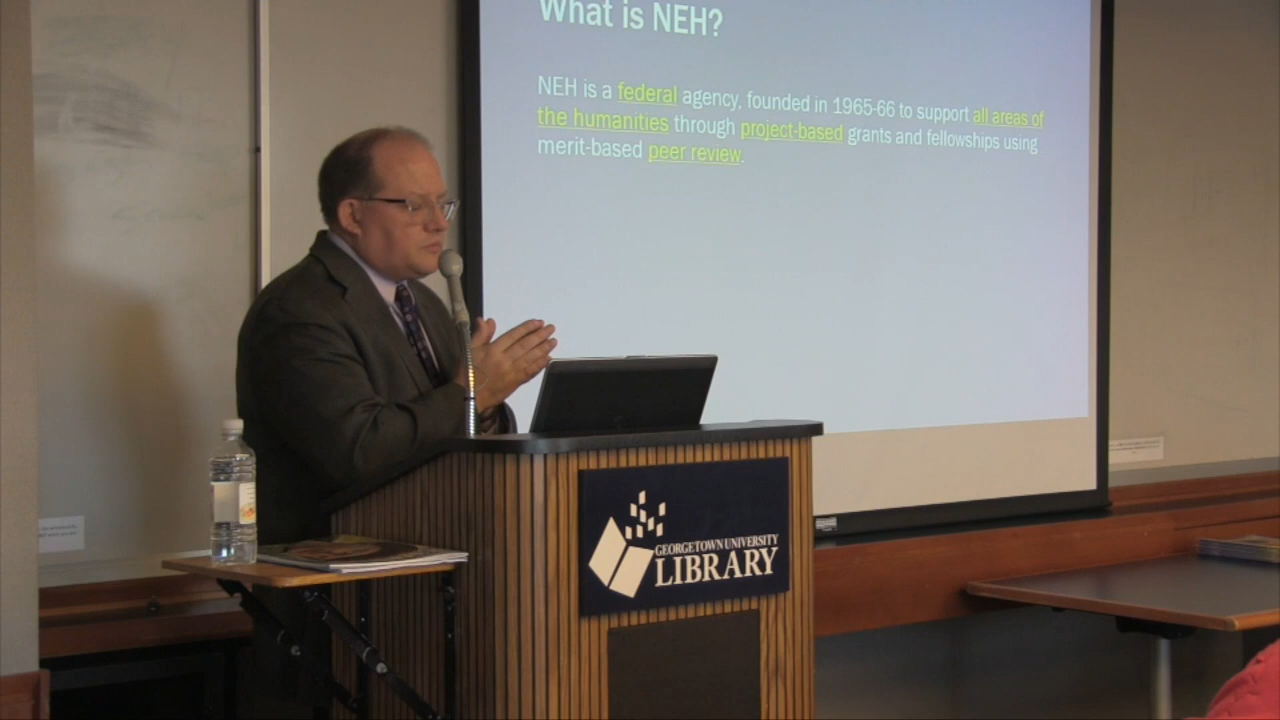 What is NEH?
NEH is a federal agency, founded in 1965-66 to support all areas of
the humanities through project-based grants and fellowships using
merit-based peer review.
GEORGETOWN UNIVERSITY
LIBRARY